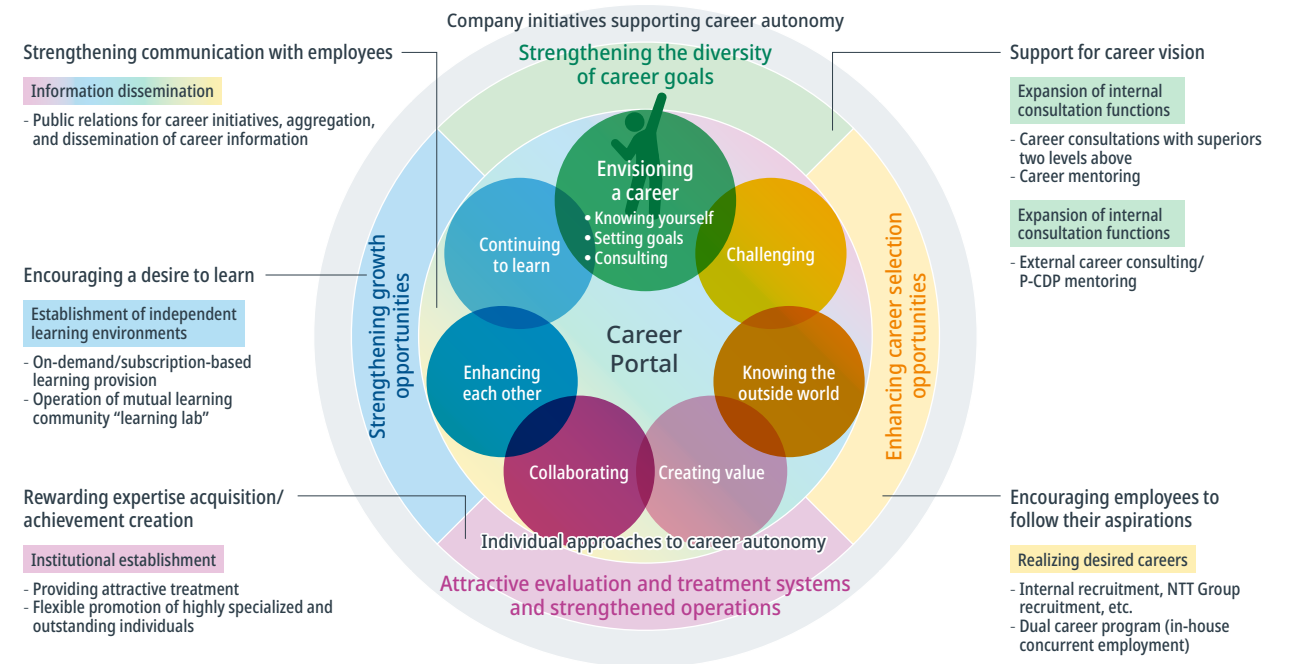 Company initiatives supporting career autonomy
Strengthening communication with employees
Information dissemination
- Public relations for career initiatives, aggregation,
and dissemination of career information
Encouraging a desire to learn
Establishment of independent
learning environments
- On-demand/subscription-based
learning provision
- Operation of mutual learning
community “learning lab”
Rewarding expertise acquisition/
achievement creation
Institutional establishment
- Providing attractive treatment
- Flexible promotion of highly specialized and
outstanding individuals
Strengthening the diversity
of career goals
Strengthening growth
opportunities
Envisioning
a career
• Knowing yourself
• Setting goals
• Consulting
Continuing
to learn
Challenging
Career
Portal
Enhancing
each other
Knowing the
outside world
Collaborating
Creating value
Individual approaches to career autonomy
Attractive evaluation and treatment systems
and strengthened operations
Enhancing career selection
opportunities
Support for career vision
Expansion of internal
consultation functions
- Career consultations with superiors
two levels above
- Career mentoring
Expansion of internal
consultation functions
- External career consulting/
P-CDP mentoring
Encouraging employees to
follow their aspirations
Realizing desired careers
- Internal recruitment, NTT Group
recruitment, etc.
- Dual career program (in-house
concurrent employment)